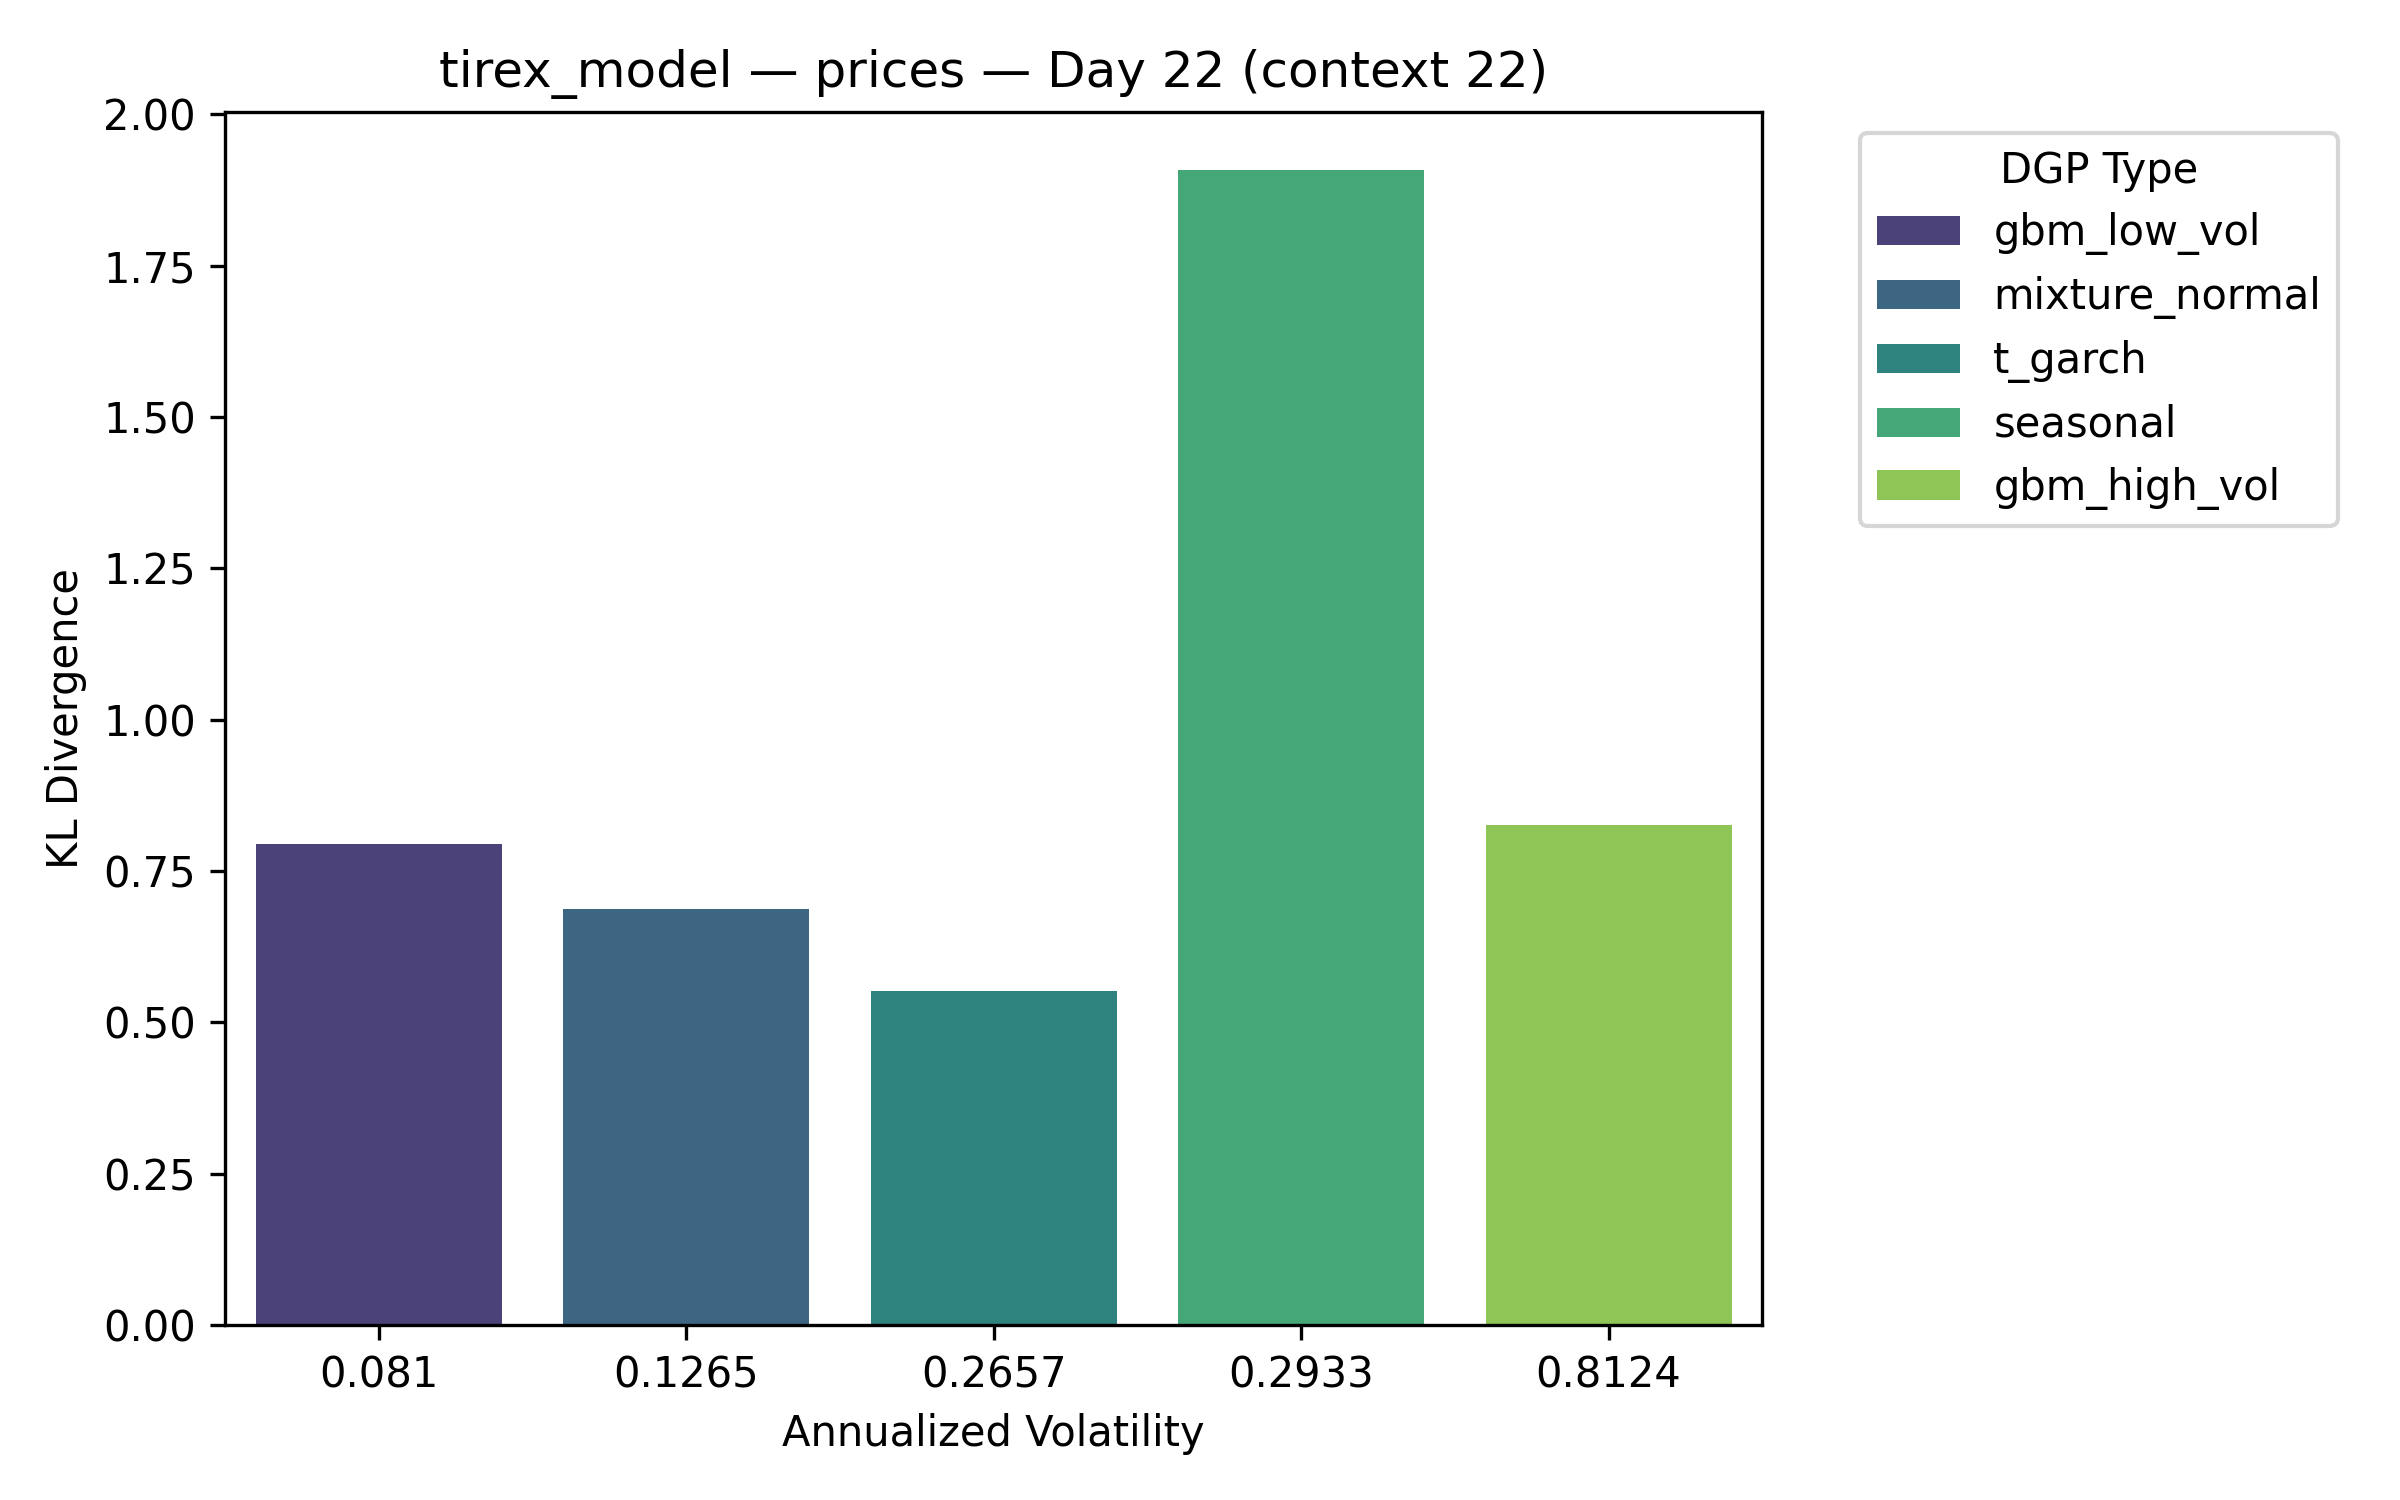 tirex_model — prices — Day 22 (context 22)
KL Divergence
2.00
1.75
1.50
1.25
1.00
0.75
0.50
0.25
0.00
0.081 0.1265 0.2657 0.2933 0.8124
Annualized Volatility
DGP Type
gbm_low_vol
mixture_normal
t_garch
seasonal
gbm_high_vol